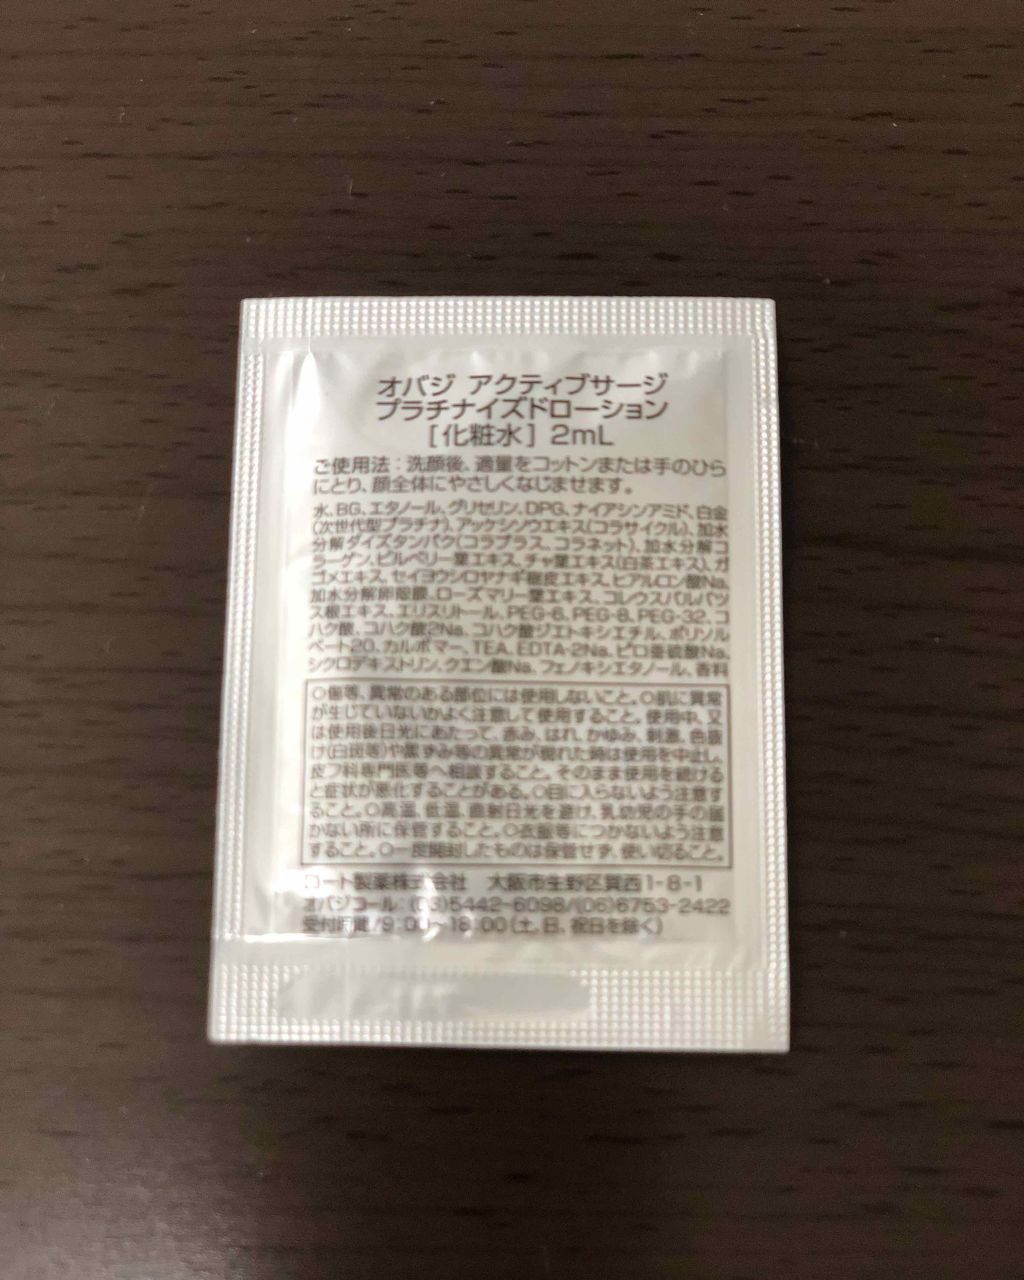 オバジ アクティブサージ
プラチナイズドローション
[化粧水] 2mL
ご使用法：洗顔後、適量をコットンまたは手のひら
にとり、顔全体にやさしくなじませます。
水、BG、エタノール、グリセリン、DPG、ナイアシンアミド、白金
(次世代型プラチナ)、アッケシソウエキス(コラサイクル)、加水
分解ダイズタンパク(コラプラス、コラネット)、加水分解コ
ラーゲン、ビルベリー葉エキス、チャ葉エキス(白茶エキス)、ガ
ゴメエキス、セイヨウシロヤナギ樹皮エキス、ヒアルロン酸Na、
加水分解卵殻膜、ローズマリー葉エキス、コレウスバルバツ
ス根エキス、エリスリトール、PEG-6、PEG-8、PEG-32、コ
ハク酸、コハク酸2Na、コハク酸ジエトキシエチル、ポリソル
ベート20、カルボマー、TEA、EDTA-2Na、ピロ亜硫酸Na、
シクロデキストリン、クエン酸Na、フェノキシエタノール、香料
○傷等、異常のある部位には使用しないこと。○肌に異常
が生じていないかよく注意して使用すること。使用中、又
は使用後日光にあたって、赤み、はれ、かゆみ、刺激、色抜
け(白斑等)や黒ずみ等の異常が現れた時は使用を中止し、
皮フ科専門医等へ相談すること。そのまま使用を続ける
と症状が悪化することがある。○目に入らないよう注意す
ること。○高温、低温、直射日光を避け、乳幼児の手の届
かない所に保管すること。○衣服等につかないよう注意
すること。○一度開封したものは保管せず、使い切ること。
ロート製薬株式会社 大阪市生野区巽西1-8-1
オバジコール：(03)5442-6098/(06)6753-2422
受付時間/9：00～18：00(土、日、祝日を除く)